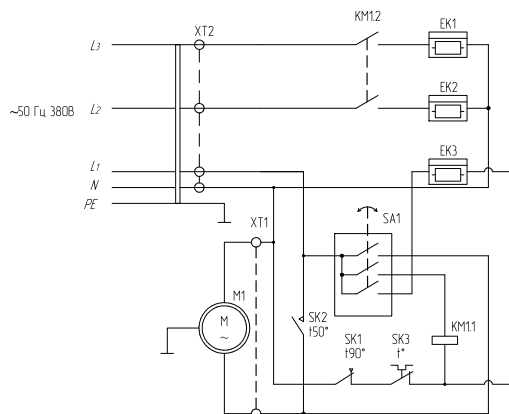 XT2
KM1.2
EK1
L3
EK2
~50 Гц 380В
L2
EK3
L1
N
PE
XT1
SA1
M1
M
~
SK2
t50°
SK1
t90°
SK3
t°
KM1.1